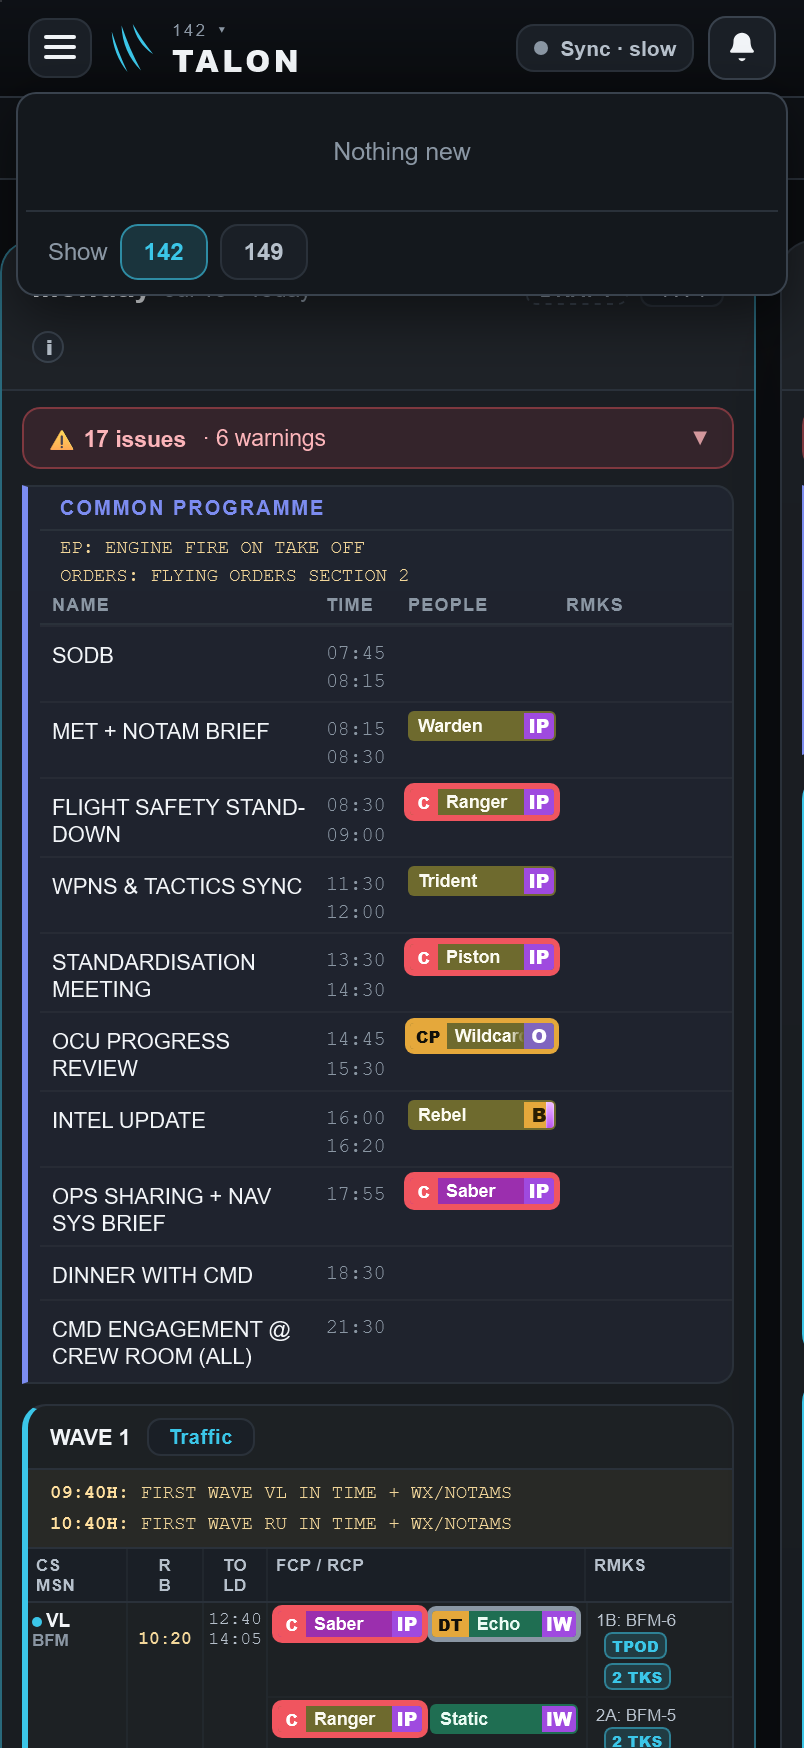 142 ▾
TALON
Sync · slow
Nothing new
Show 142 149
i
⚠ 17 issues · 6 warnings ▼
COMMON PROGRAMME
EP: ENGINE FIRE ON TAKE OFF
ORDERS: FLYING ORDERS SECTION 2
NAME TIME PEOPLE RMKS
SODB 07:45
08:15
MET + NOTAM BRIEF 08:15 Warden IP
08:30
FLIGHT SAFETY STAND- 08:30 C Ranger IP
DOWN 09:00
WPNS & TACTICS SYNC 11:30 Trident IP
12:00
STANDARDISATION 13:30 C Piston IP
MEETING 14:30
OCU PROGRESS 14:45 CP Wildcar O
REVIEW 15:30
INTEL UPDATE 16:00 Rebel B
16:20
OPS SHARING + NAV 17:55 C Saber IP
SYS BRIEF
DINNER WITH CMD 18:30
CMD ENGAGEMENT @ 21:30
CREW ROOM (ALL)
WAVE 1 Traffic
09:40H: FIRST WAVE VL IN TIME + WX/NOTAMS
10:40H: FIRST WAVE RU IN TIME + WX/NOTAMS
CS R TO FCP / RCP RMKS
MSN B LD
VL 12:40 C Saber IP DT Echo IW 1B: BFM-6
BFM 10:20 14:05 TPOD
2 TKS
C Ranger IP Static IW 2A: BFM-5
2 TKS